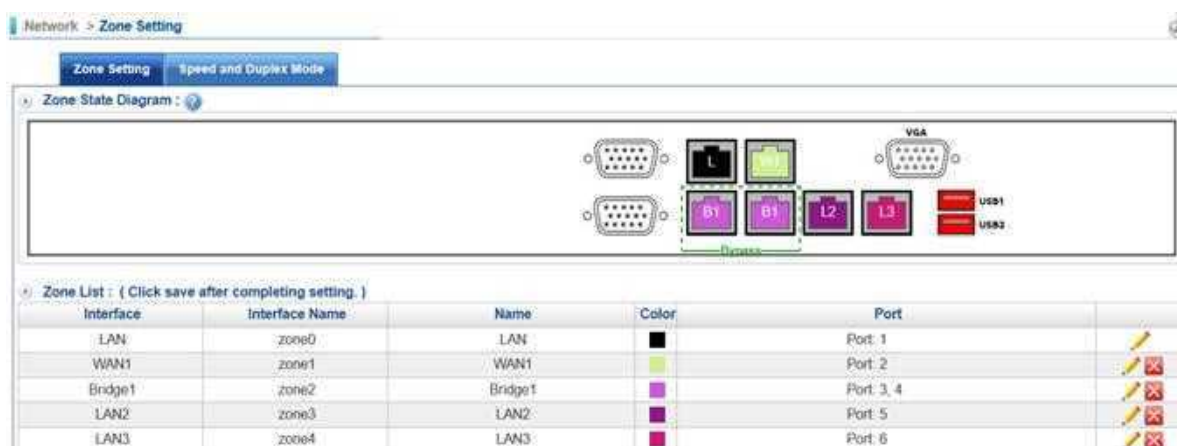 Network > Zone Setting
Zone Setting Speed and Duplex Mode
Zone State Diagram :
VGA
L W1
B1 B1 L2 L3 USB1
USB2
Bypass
Zone List : ( Click save after completing setting. )
Interface Interface Name Name Color Port
LAN zone0 LAN Port: 1
WAN1 zone1 WAN1 Port: 2
Bridge1 zone2 Bridge1 Port: 3, 4
LAN2 zone3 LAN2 Port: 5
LAN3 zone4 LAN3 Port: 6